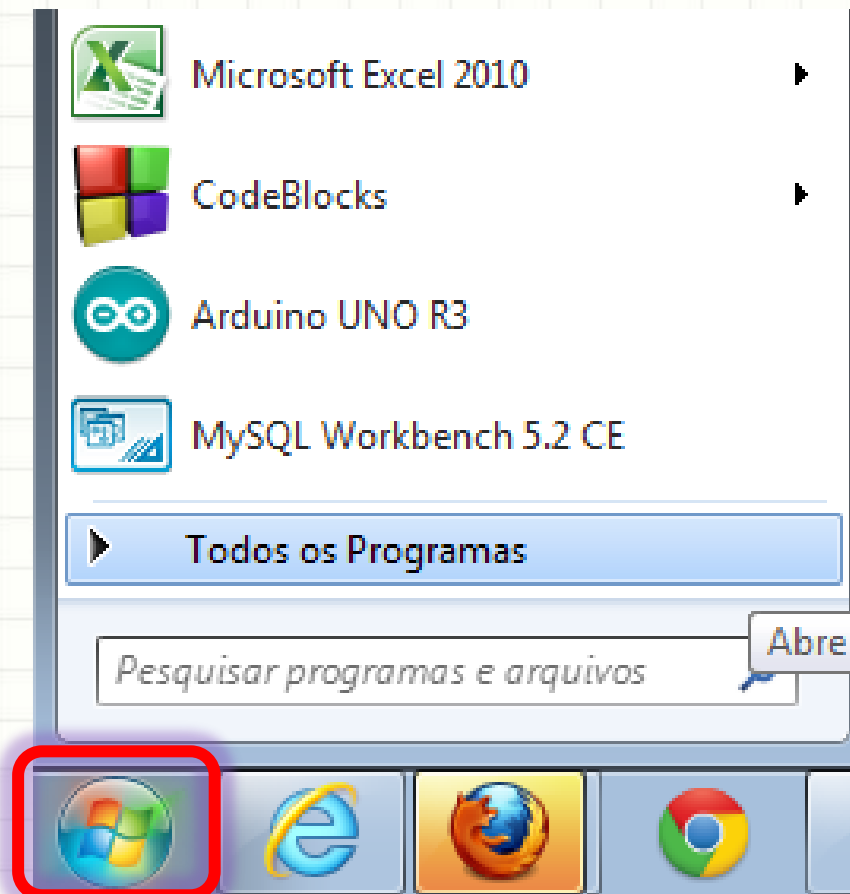 Microsoft Excel 2010
CodeBlocks
Arduino UNO R3
MySQL Workbench 5.2 CE
Todos os Programas
Abre
Pesquisar programas e arquivos